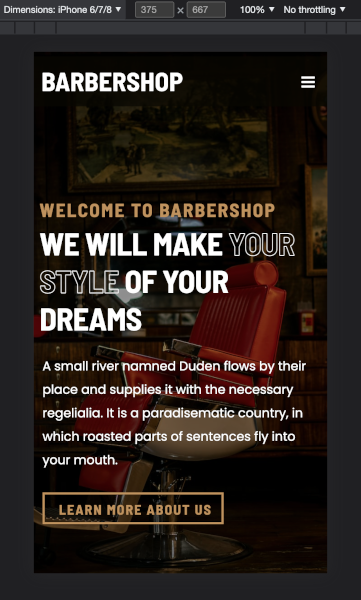 Dimensions: iPhone 6/7/8 ▼ 375 × 667 100% ▼ No throttling ▼
BARBERSHOP
WELCOME TO BARBERSHOP
WE WILL MAKE YOUR
STYLE OF YOUR
DREAMS
A small river namned Duden flows by their
place and supplies it with the necessary
regelialia. It is a paradisematic country, in
which roasted parts of sentences fly into
your mouth.
LEARN MORE ABOUT US